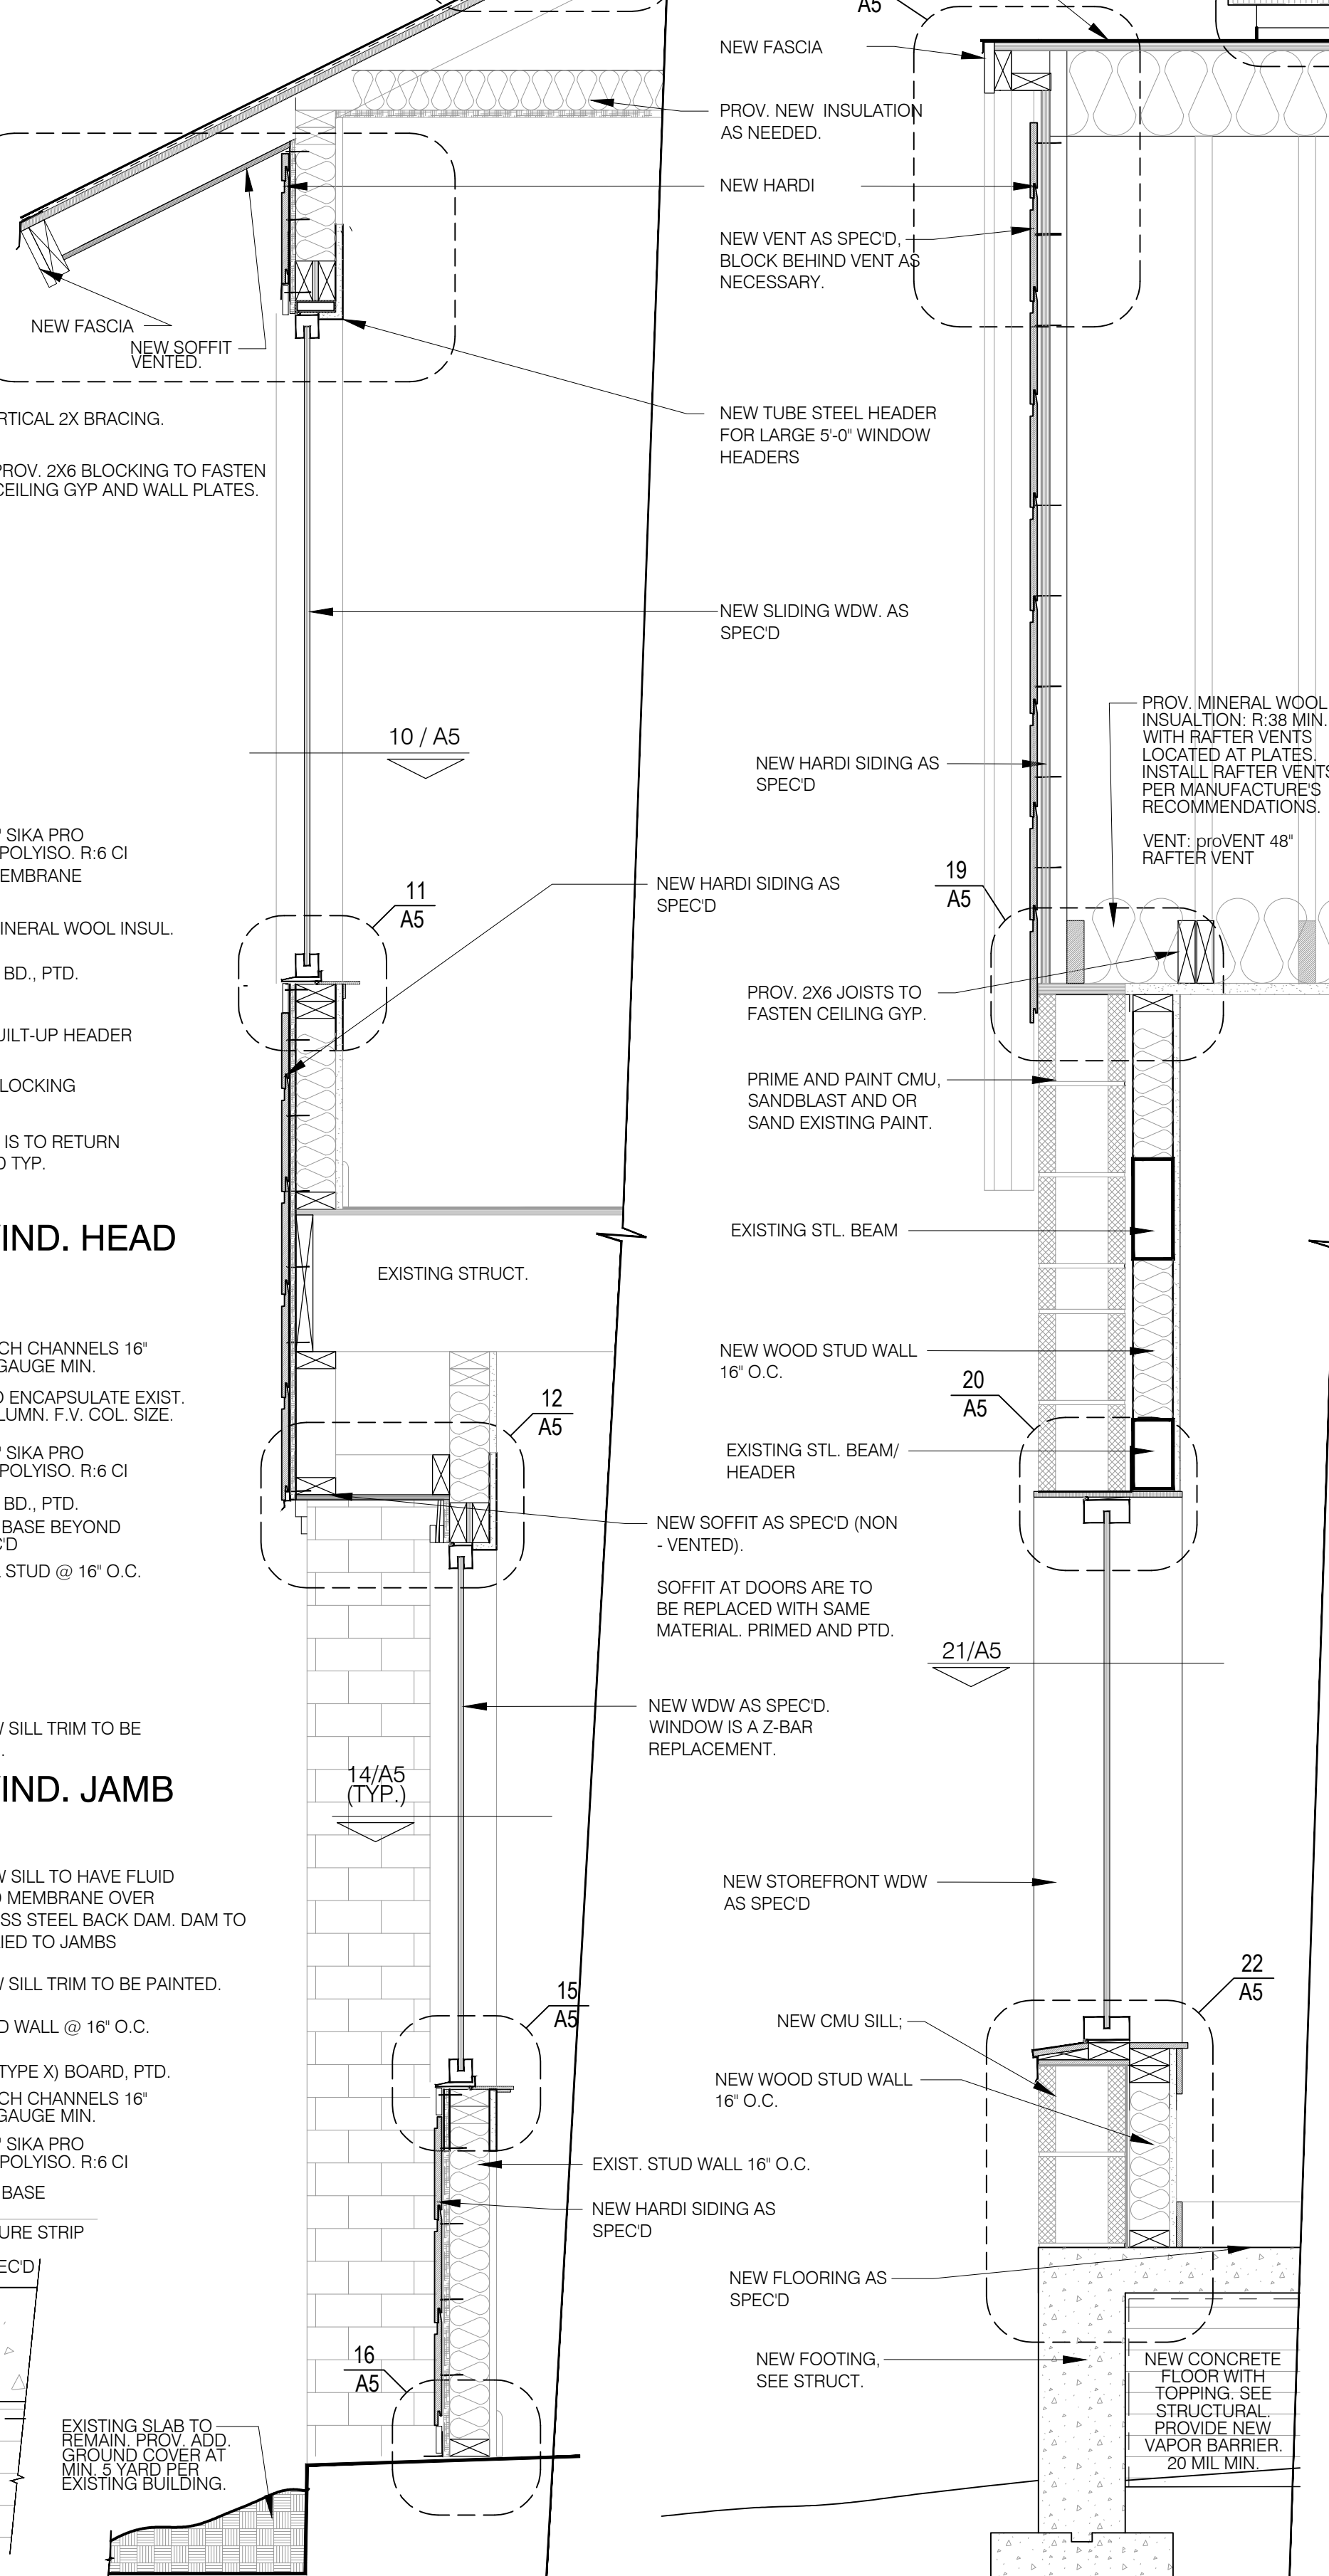 A5
NEW FASCIA
PROV. NEW INSULATION
AS NEEDED.
NEW HARDI
NEW VENT AS SPEC'D,
BLOCK BEHIND VENT AS
NECESSARY.
NEW FASCIA
NEW SOFFIT
VENTED.
NEW TUBE STEEL HEADER
FOR LARGE 5'-0" WINDOW
HEADERS
RTICAL 2X BRACING.
PROV. 2X6 BLOCKING TO FASTEN
CEILING GYP AND WALL PLATES.
NEW SLIDING WDW. AS
SPEC'D
10 / A5
NEW HARDI SIDING AS
SPEC'D
PROV. MINERAL WOOL
INSUALTION: R:38 MIN.
WITH RAFTER VENTS
LOCATED AT PLATES.
INSTALL RAFTER VENTS
PER MANUFACTURE'S
RECOMMENDATIONS.
VENT: proVENT 48"
RAFTER VENT
" SIKA PRO
POLYISO. R:6 CI
EMBRANE
INERAL WOOL INSUL.
BD., PTD.
UILT-UP HEADER
LOCKING
IS TO RETURN
D TYP.
11
A5
NEW HARDI SIDING AS
SPEC'D
19
A5
PROV. 2X6 JOISTS TO
FASTEN CEILING GYP.
PRIME AND PAINT CMU,
SANDBLAST AND OR
SAND EXISTING PAINT.
IND. HEAD
EXISTING STRUCT.
EXISTING STL. BEAM
CH CHANNELS 16"
GAUGE MIN.
O ENCAPSULATE EXIST.
LUMN. F.V. COL. SIZE.
" SIKA PRO
POLYISO. R:6 CI
BD., PTD.
BASE BEYOND
C'D
STUD @ 16" O.C.
NEW WOOD STUD WALL
16" O.C.
12
A5
20
A5
EXISTING STL. BEAM/
HEADER
NEW SOFFIT AS SPEC'D (NON
- VENTED).
SOFFIT AT DOORS ARE TO
BE REPLACED WITH SAME
MATERIAL. PRIMED AND PTD.
21/A5
NEW WDW AS SPEC'D.
WINDOW IS A Z-BAR
REPLACEMENT.
W SILL TRIM TO BE
.
IND. JAMB
14/A5
(TYP.)
W SILL TO HAVE FLUID
D MEMBRANE OVER
SS STEEL BACK DAM. DAM TO
IED TO JAMBS
W SILL TRIM TO BE PAINTED.
D WALL @ 16" O.C.
(TYPE X) BOARD, PTD.
CH CHANNELS 16"
GAUGE MIN.
" SIKA PRO
POLYISO. R:6 CI
BASE
URE STRIP
EC'D
NEW STOREFRONT WDW
AS SPEC'D
15
A5
22
A5
NEW CMU SILL;
NEW WOOD STUD WALL
16" O.C.
EXIST. STUD WALL 16" O.C.
NEW HARDI SIDING AS
SPEC'D
NEW FLOORING AS
SPEC'D
16
A5
NEW FOOTING,
SEE STRUCT.
NEW CONCRETE
FLOOR WITH
TOPPING. SEE
STRUCTURAL.
PROVIDE NEW
VAPOR BARRIER.
20 MIL MIN.
EXISTING SLAB TO
REMAIN. PROV. ADD.
GROUND COVER AT
MIN. 5 YARD PER
EXISTING BUILDING.